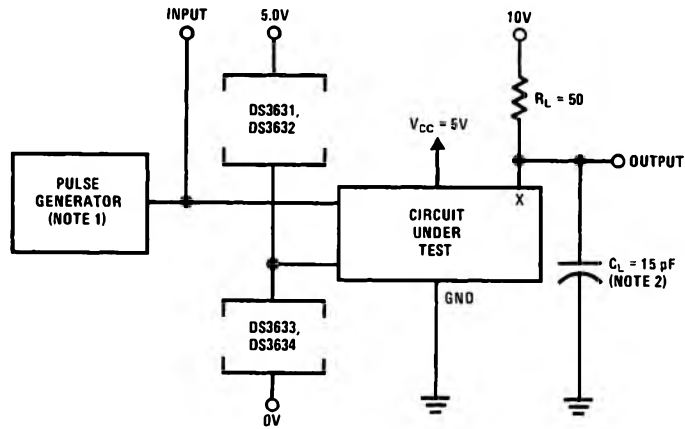 INPUT
5.0V
10V
DS3631,
DS3632
R_L = 50
V_CC = 5V
OUTPUT
PULSE
GENERATOR
(NOTE 1)
X
CIRCUIT
UNDER
TEST
C_L = 15 pF
(NOTE 2)
GND
DS3633,
DS3634
0V